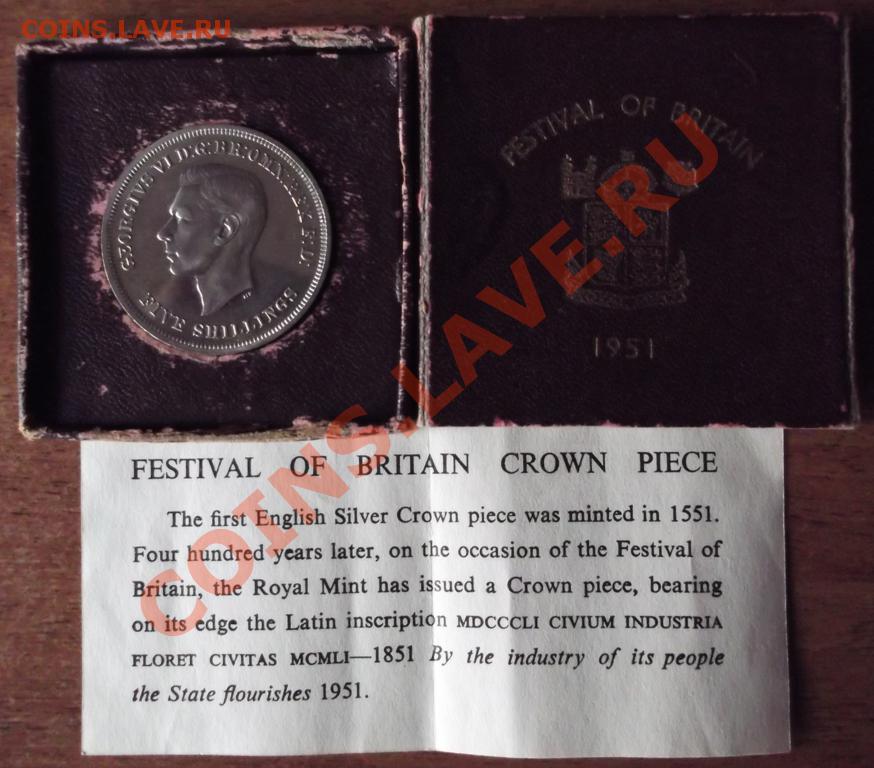 COINS.LAVE.RU
GEORGIVS VI D:G:BR:OMN:REX F:D:
FIVE SHILLINGS
FESTIVAL OF BRITAIN
1951
COINS.LAVE.RU
FESTIVAL OF BRITAIN CROWN PIECE
The first English Silver Crown piece was minted in 1551.
Four hundred years later, on the occasion of the Festival of
Britain, the Royal Mint has issued a Crown piece, bearing
on its edge the Latin inscription MDCCCLI CIVIUM INDUSTRIA
FLORET CIVITAS MCMLI—1851 By the industry of its people
the State flourishes 1951.